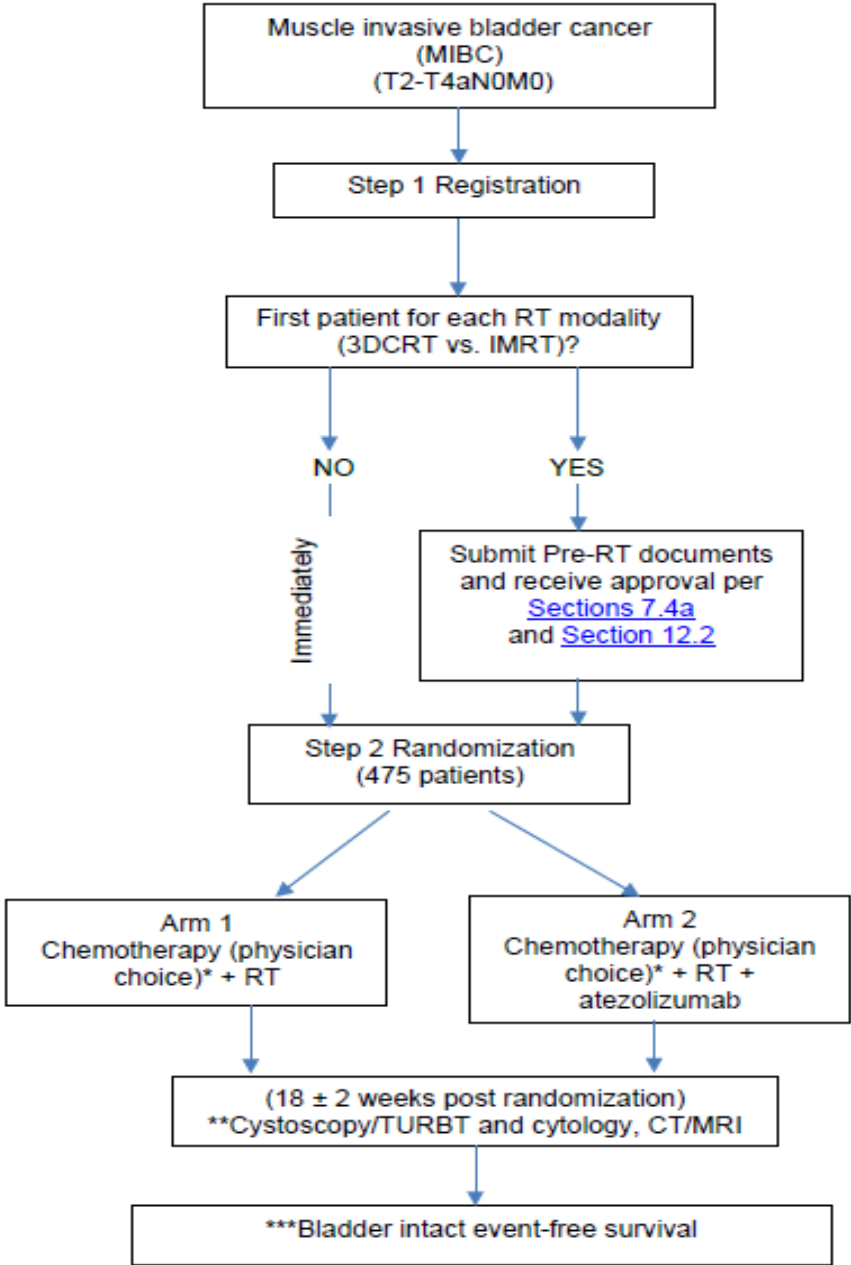 Muscle invasive bladder cancer
(MIBC)
(T2-T4aN0M0)
Step 1 Registration
First patient for each RT modality
(3DCRT vs. IMRT)?
NO
YES
Immediately
Submit Pre-RT documents
and receive approval per
Sections 7.4a
and Section 12.2
Step 2 Randomization
(475 patients)
Arm 1
Chemotherapy (physician
choice)* + RT
Arm 2
Chemotherapy (physician
choice)* + RT +
atezolizumab
(18 ± 2 weeks post randomization)
**Cystoscopy/TURBT and cytology, CT/MRI
***Bladder intact event-free survival